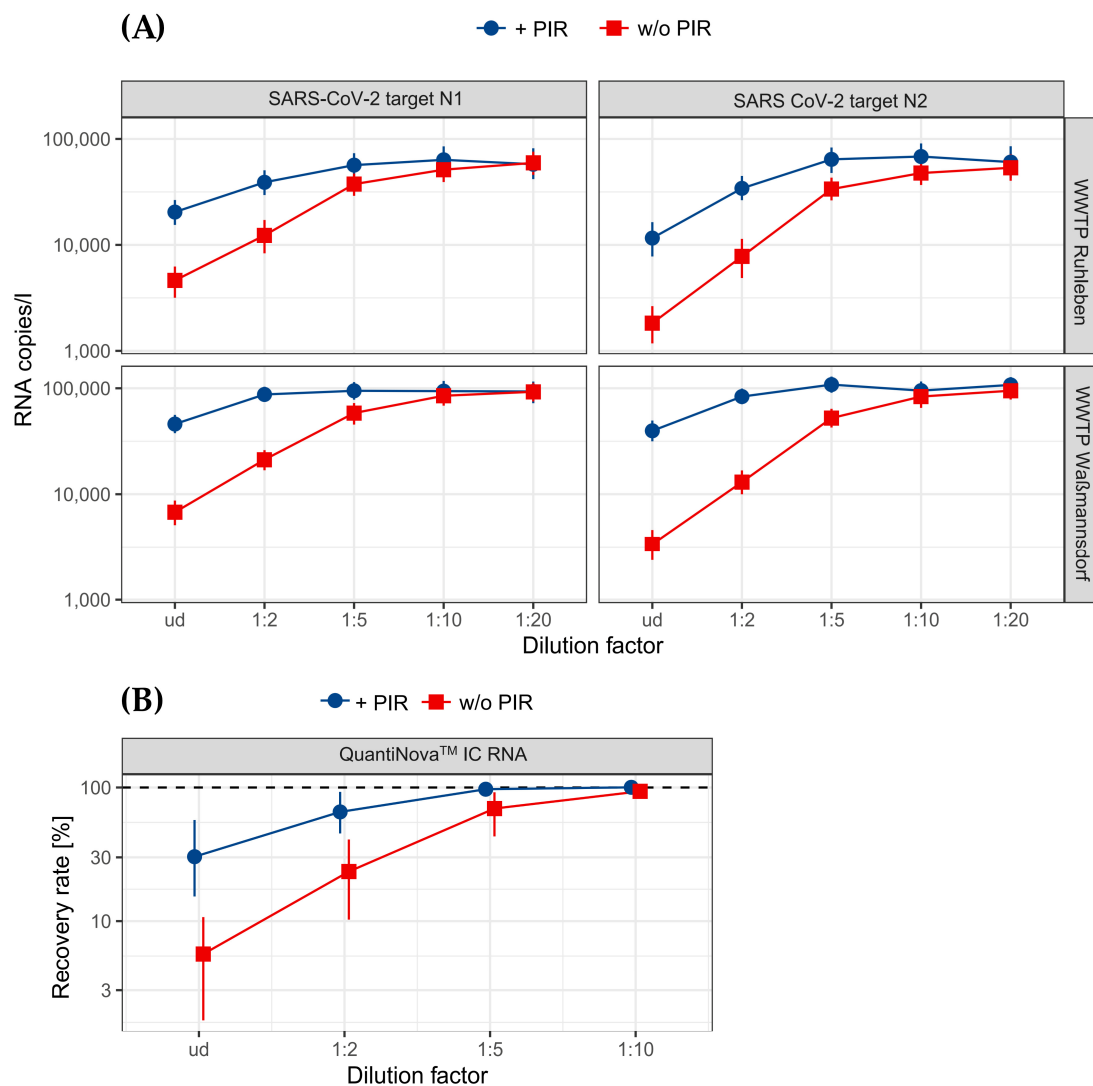 (A)
+ PIR w/o PIR
SARS-CoV-2 target N1
SARS CoV-2 target N2
100,000
10,000
1,000
WWTP Ruhleben
RNA copies/l
100,000
10,000
1,000
WWTP Waßmannsdorf
ud 1:2 1:5 1:10 1:20
ud 1:2 1:5 1:10 1:20
Dilution factor
(B)
+ PIR w/o PIR
QuantiNova™ IC RNA
100
30
10
3
Recovery rate [%]
ud 1:2 1:5 1:10
Dilution factor